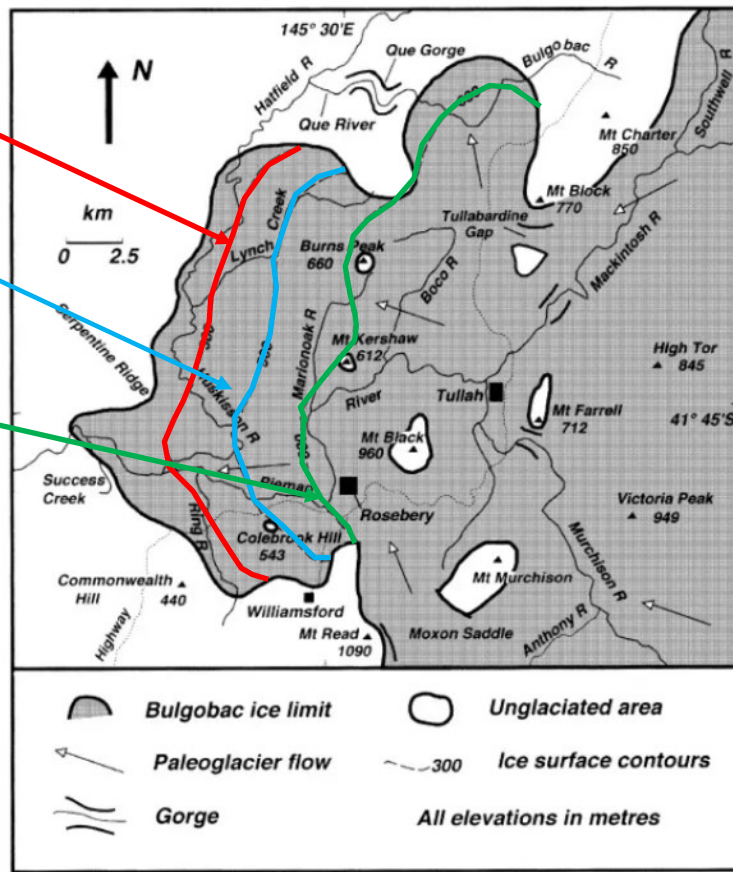 145° 30'E
Que Gorge
Bulgobac R
Hatfield R
Southwell R
N
Que River
Mt Charter
850
Mt Block
770
km
0 2.5
Creek
Lynch
Tullabardine
Gap
Mackintosh R
Burns Peak
660
Boco R
Serpentine Ridge
Marionoak R
Mt Kershaw
612
High Tor
845
Huskisson R
River
Tullah
Mt Farrell
712
41° 45'S
Mt Black
960
Success
Creek
Pieman
Rosebery
Victoria Peak
949
Ring R
Colebrook Hill
543
Murchison R
Commonwealth
Hill
440
Mt Murchison
Williamsford
Highway
Mt Read
1090
Moxon Saddle
Anthony R
Bulgobac ice limit
Unglaciated area
Paleoglacier flow
300 Ice surface contours
Gorge
All elevations in metres